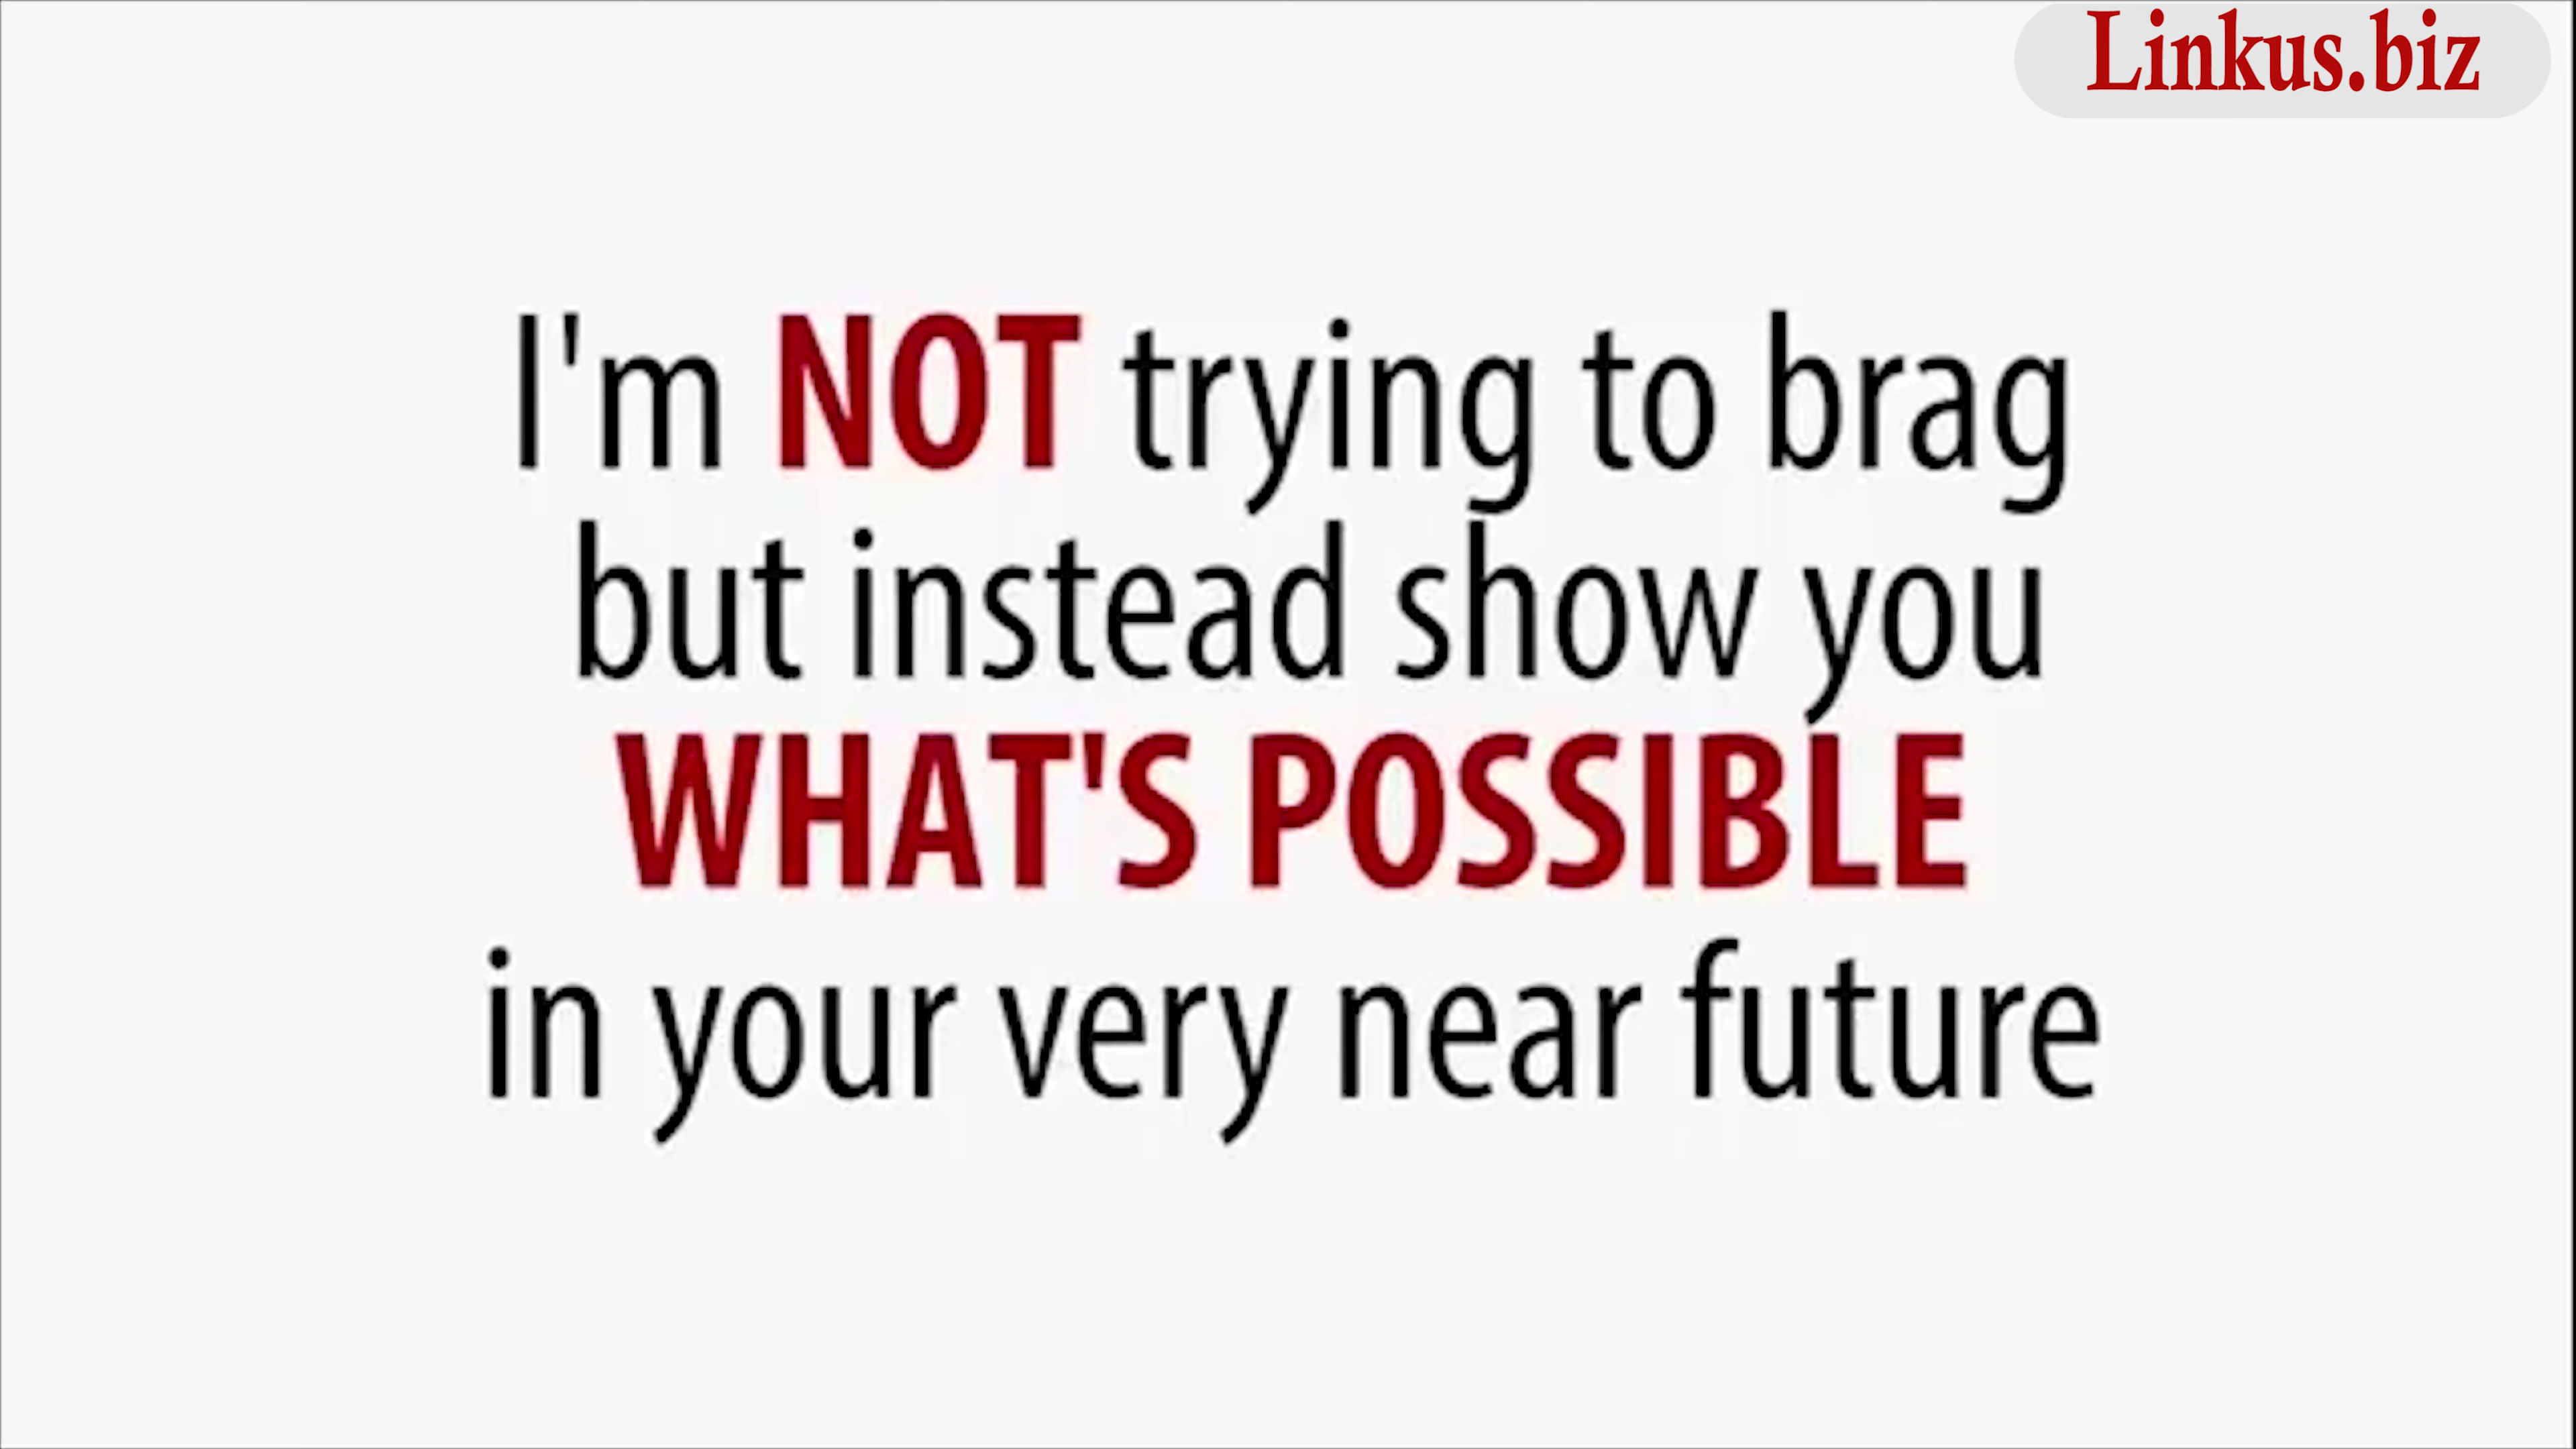 Linkus.biz
I'm NOT trying to brag
but instead show you
WHAT'S POSSIBLE
in your very near future